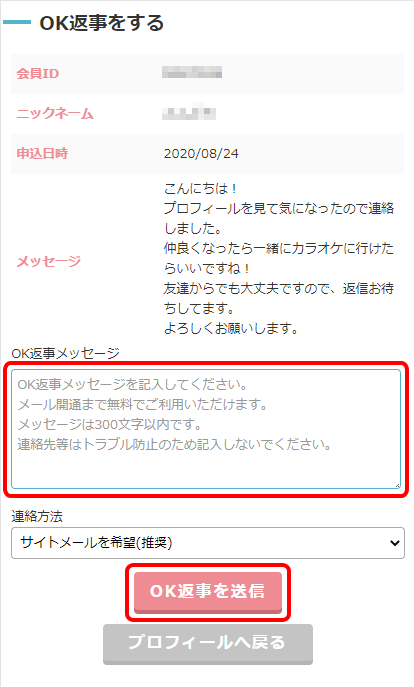 OK返事をする
会員ID
ニックネーム
申込日時 2020/08/24
こんにちは！
プロフィールを見て気になったので連絡
しました。
仲良くなったら一緒にカラオケに行けた
らいいですね！
メッセージ
友達からでも大丈夫ですので、返信お待
ちしてます。
よろしくお願いします。
OK返事メッセージ
OK返事メッセージを記入してください。
メール開通まで無料でご利用いただけます。
メッセージは300文字以内です。
連絡先等はトラブル防止のため記入しないでください。
連絡方法
サイトメールを希望(推奨)
OK返事を送信
プロフィールへ戻る